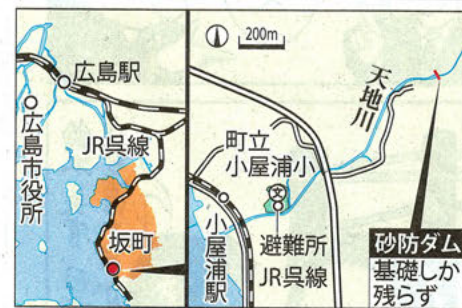 広島駅
広島市役所
JR呉線
坂町
200m
天地川
町立
小屋浦小
文
小屋浦駅
避難所
JR呉線
砂防ダム
基礎しか
残らず